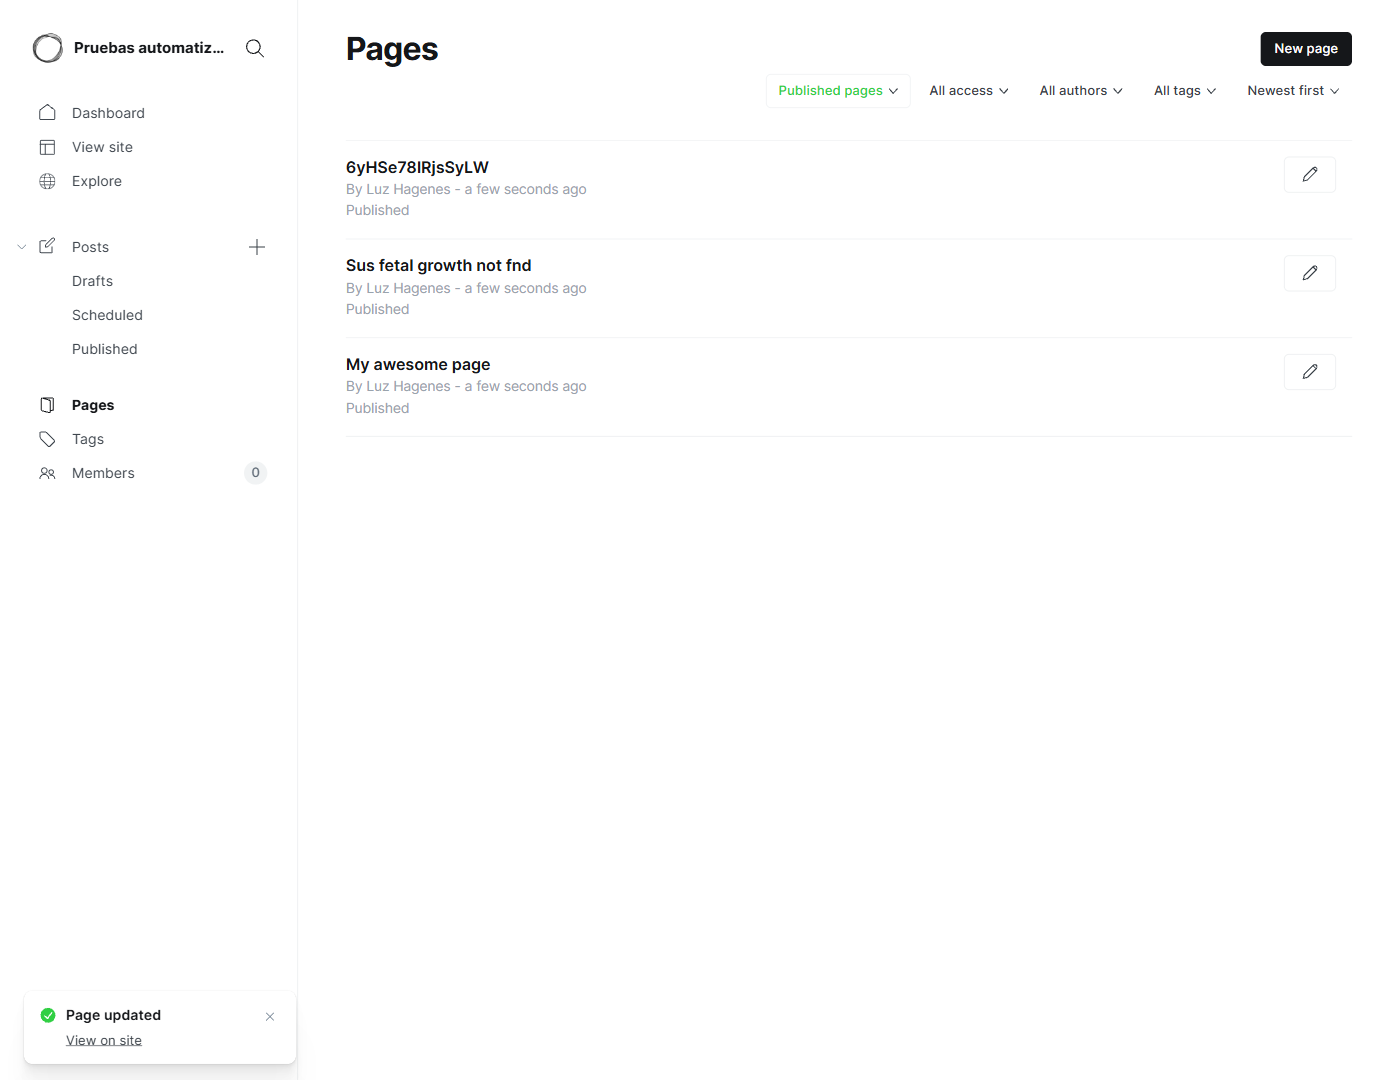 Pruebas automatiz...
Dashboard
View site
Explore
Posts
Drafts
Scheduled
Published
Pages
Tags
Members 0
Pages
New page
Published pages All access All authors All tags Newest first
6yHSe78IRjsSyLW
By Luz Hagenes - a few seconds ago
Published
Sus fetal growth not fnd
By Luz Hagenes - a few seconds ago
Published
My awesome page
By Luz Hagenes - a few seconds ago
Published
Page updated
View on site